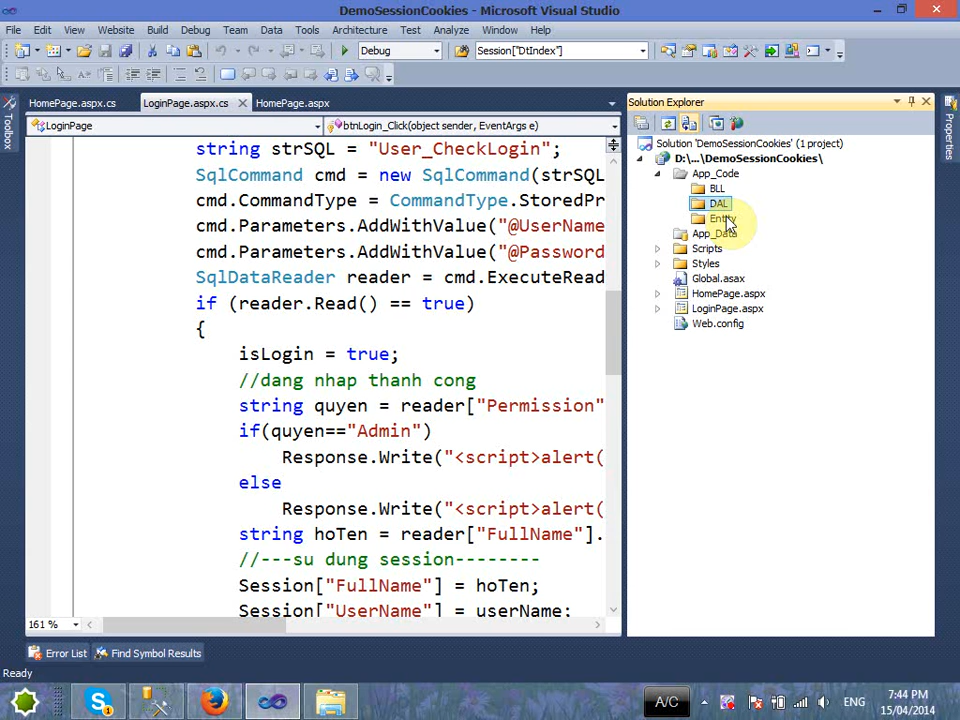 DemoSessionCookies - Microsoft Visual Studio
File Edit View Website Build Debug Team Data Tools Architecture Test Analyze Window Help
Debug Session["DtIndex"]
HomePage.aspx.cs LoginPage.aspx.cs HomePage.aspx
LoginPage btnLogin_Click(object sender, EventArgs e)
string strSQL = "User_CheckLogin";
SqlCommand cmd = new SqlCommand(strSQL
cmd.CommandType = CommandType.StoredPr
cmd.Parameters.AddWithValue("@UserName
cmd.Parameters.AddWithValue("@Password
SqlDataReader reader = cmd.ExecuteRead
if (reader.Read() == true)
{
isLogin = true;
//dang nhap thanh cong
string quyen = reader["Permission"
if(quyen=="Admin")
Response.Write("<script>alert(
else
Response.Write("<script>alert(
string hoTen = reader["FullName"].
//---su dung session--------
Session["FullName"] = hoTen;
Session["UserName"] = userName;
161 %
Toolbox
Solution Explorer
Solution 'DemoSessionCookies' (1 project)
D:\...\DemoSessionCookies\
App_Code
BLL
DAL
Entity
App_Data
Scripts
Styles
Global.asax
HomePage.aspx
LoginPage.aspx
Web.config
Properties
Error List Find Symbol Results
Ready
A/C ENG 7:44 PM
15/04/2014